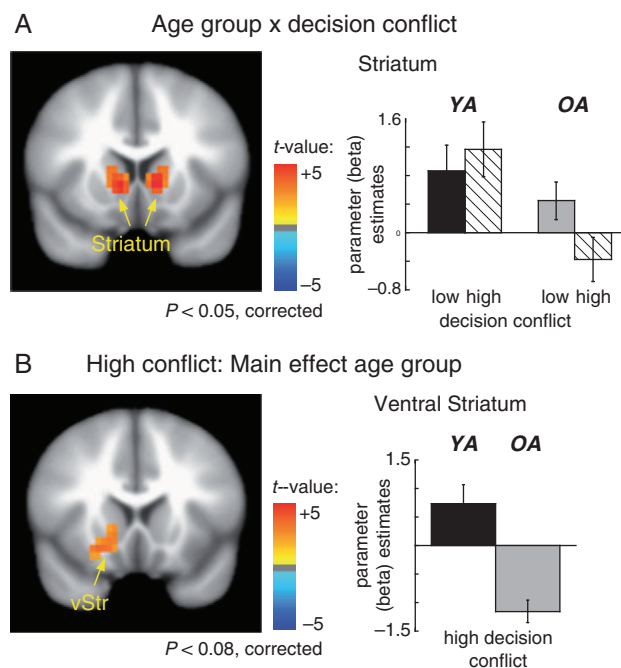 A Age group x decision conflict
Striatum
YA OA
t-value:
+5
−5
Striatum
P < 0.05, corrected
parameter (beta)
estimates
1.6
0
−0.8
low high low high
decision conflict
B High conflict: Main effect age group
Ventral Striatum
YA OA
t--value:
+5
−5
vStr
P < 0.08, corrected
parameter
(beta) estimates
1.5
−1.5
high decision
conflict